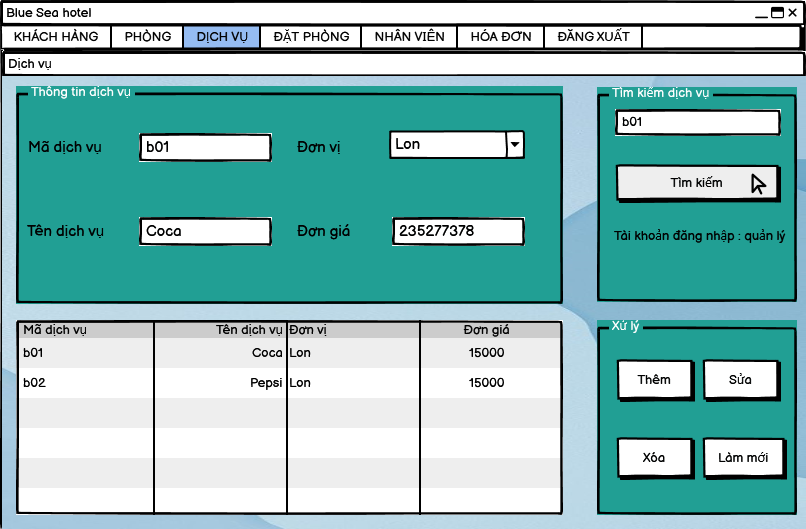 Blue Sea hotel
KHÁCH HÀNG PHÒNG DỊCH VỤ ĐẶT PHÒNG NHÂN VIÊN HÓA ĐƠN ĐĂNG XUẤT
Dịch vụ
Thông tin dịch vụ
Mã dịch vụ b01 Đơn vị Lon
Tên dịch vụ Coca Đơn giá 235277378
Tìm kiếm dịch vụ
b01
Tìm kiếm
Tài khoản đăng nhập : quản lý
Mã dịch vụ Tên dịch vụ Đơn vị Đơn giá
b01 Coca Lon 15000
b02 Pepsi Lon 15000
Xử lý
Thêm Sửa
Xóa Làm mới